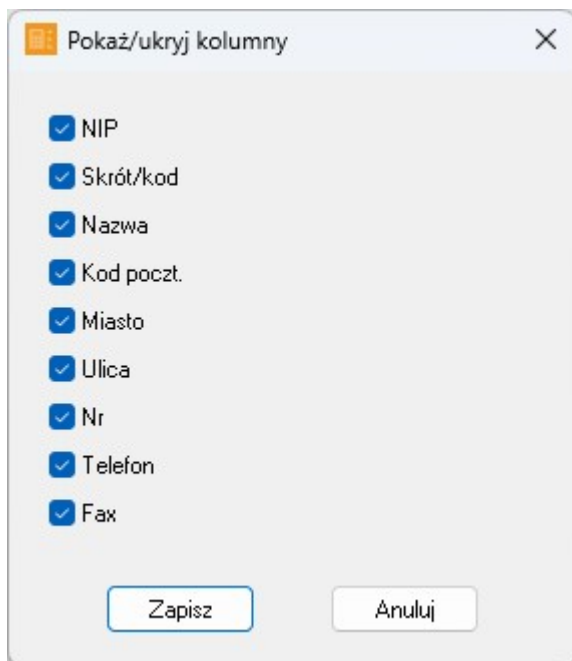 Pokaż/ukryj kolumny
NIP
Skrót/kod
Nazwa
Kod poczt.
Miasto
Ulica
Nr
Telefon
Fax
Zapisz Anuluj